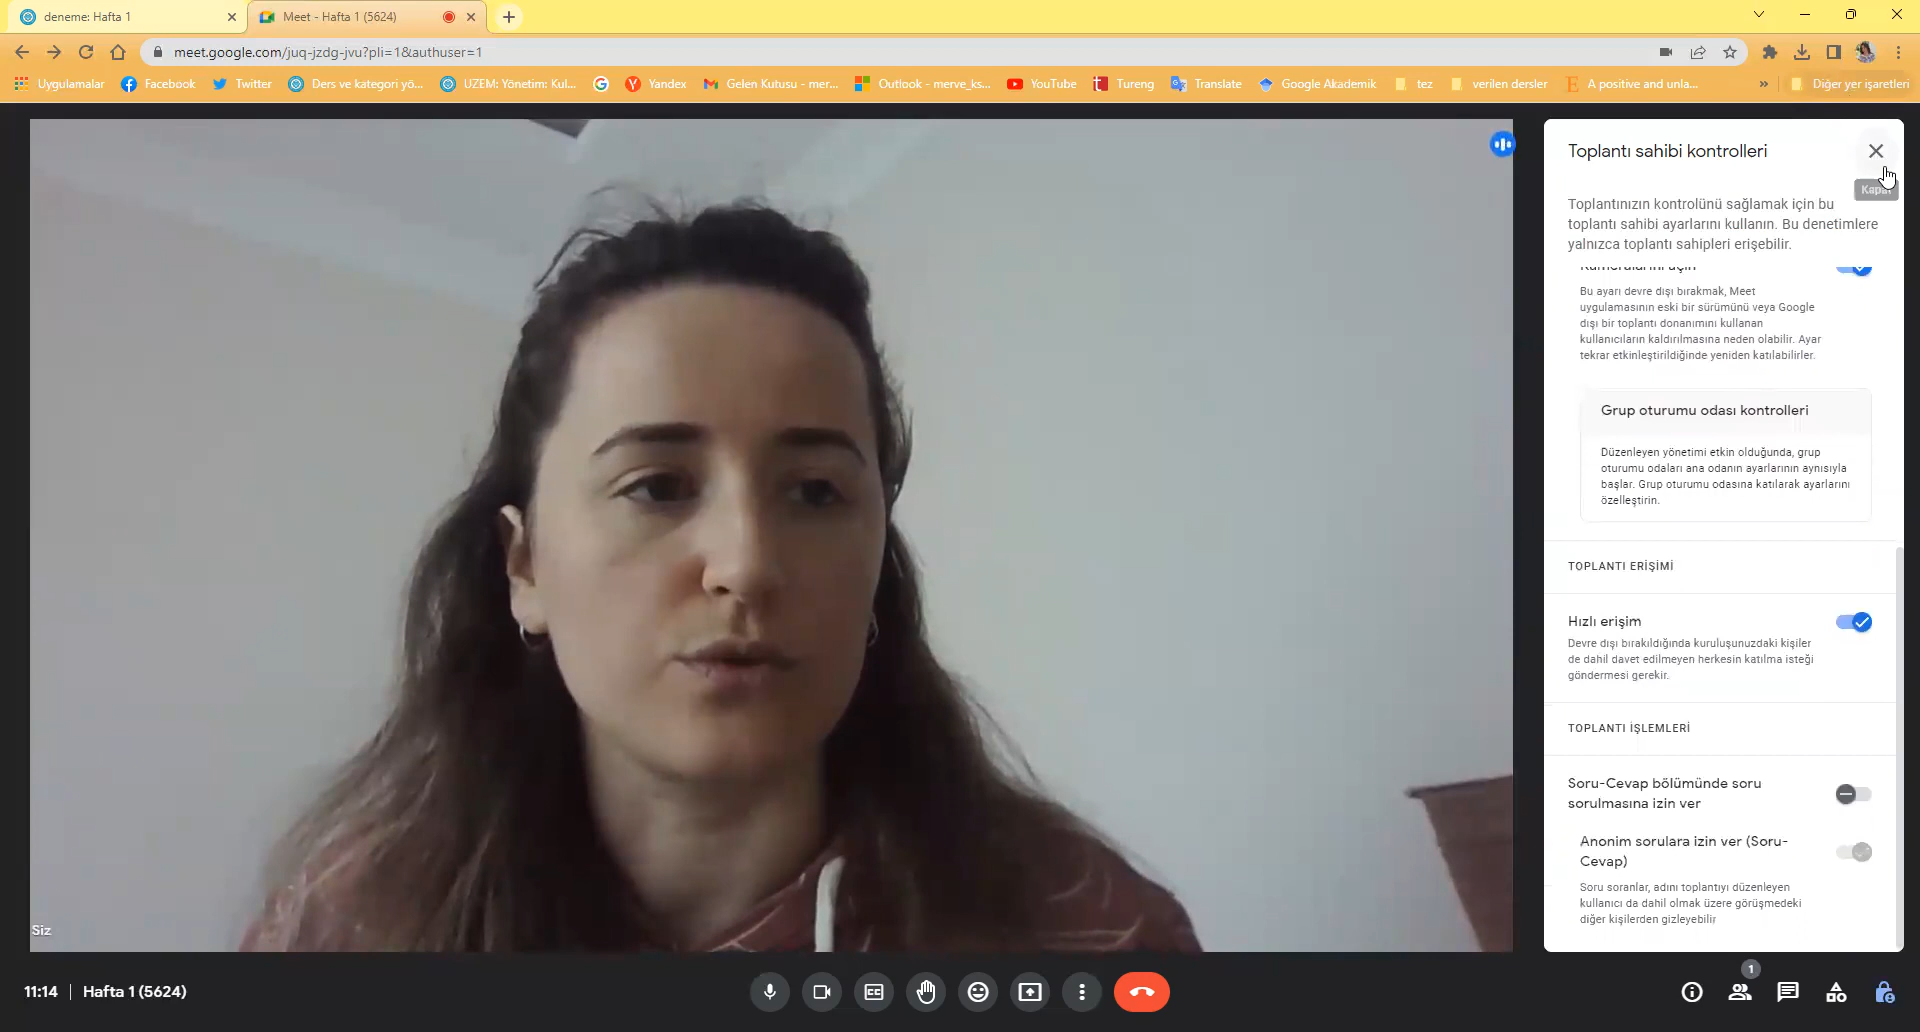 deneme: Hafta 1
Meet - Hafta 1 (5624)
meet.google.com/juq-jzdg-jvu?pli=1&authuser=1
Uygulamalar
Facebook
Twitter
Ders ve kategori yö...
UZEM: Yönetim: Kul...
Yandex
Gelen Kutusu - mer...
Outlook - merve_ks...
YouTube
Tureng
Translate
Google Akademik
tez
verilen dersler
A positive and unla...
»
Diğer yer işaretleri
Toplantı sahibi kontrolleri
Toplantınızın kontrolünü sağlamak için bu
toplantı sahibi ayarlarını kullanın. Bu denetimlere
yalnızca toplantı sahipleri erişebilir.
Bu ayarı devre dışı bırakmak, Meet
uygulamasının eski bir sürümünü veya Google
dışı bir toplantı donanımını kullanan
kullanıcıların kaldırılmasına neden olabilir. Ayar
tekrar etkinleştirildiğinde yeniden katılabilirler.
Grup oturumu odası kontrolleri
Düzenleyen yönetimi etkin olduğunda, grup
oturumu odaları ana odanın ayarlarının aynısıyla
başlar. Grup oturumu odasına katılarak ayarlarını
özelleştirin.
TOPLANTI ERİŞİMİ
Hızlı erişim
Devre dışı bırakıldığında kuruluşunuzdaki kişiler
de dahil davet edilmeyen herkesin katılma isteği
göndermesi gerekir.
TOPLANTI İŞLEMLERİ
Soru-Cevap bölümünde soru
sorulmasına izin ver
Anonim sorulara izin ver (Soru-
Cevap)
Soru soranlar, adını toplantıyı düzenleyen
kullanıcı da dahil olmak üzere görüşmedeki
diğer kişilerden gizleyebilir
Siz
11:14 | Hafta 1 (5624)
1